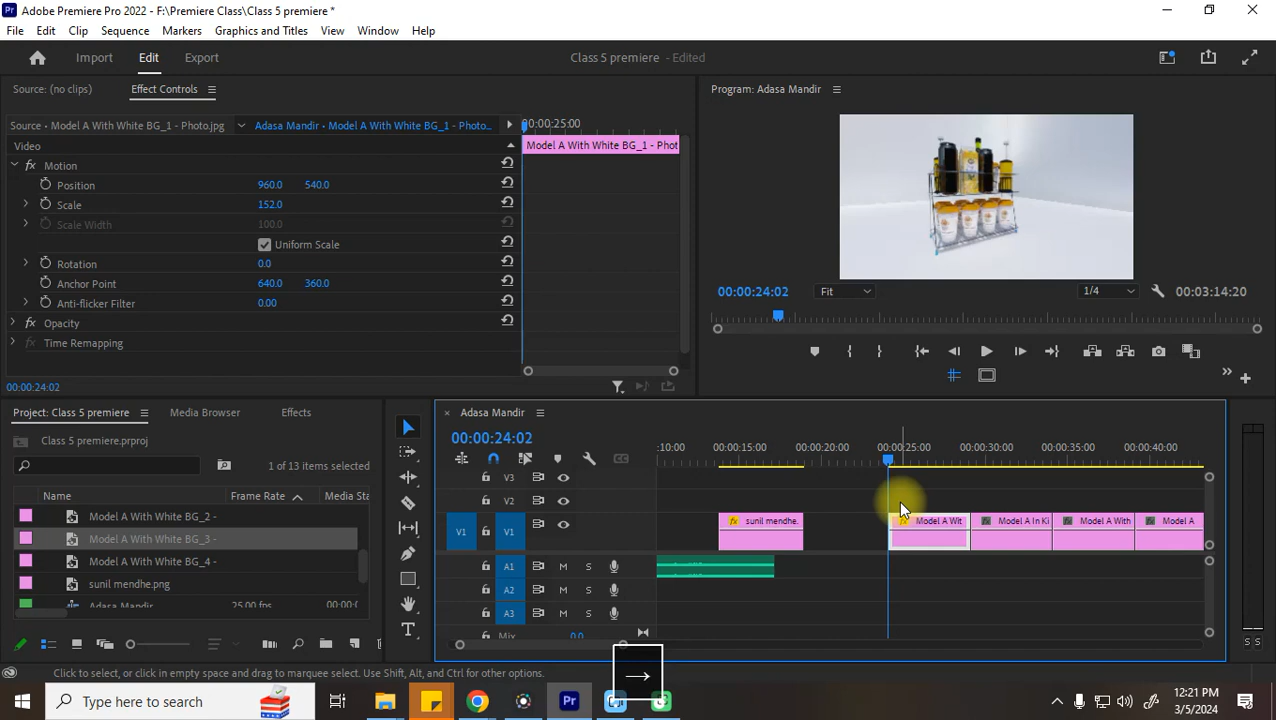 Adobe Premiere Pro 2022 - F:\Premiere Class\Class 5 premiere *
File Edit Clip Sequence Markers Graphics and Titles View Window Help
Import Edit Export Class 5 premiere - Edited
Source: (no clips) Effect Controls Program: Adasa Mandir
Source • Model A With White BG_1 - Photo.jpg Adasa Mandir • Model A With White BG_1 - Photo... 00:00:25:00
Video Model A With White BG_1 - Phot
fx Motion
Position 960.0 540.0
Scale 152.0
Scale Width 100.0
Uniform Scale
Rotation 0.0
Anchor Point 640.0 360.0
Anti-flicker Filter 0.00
fx Opacity
fx Time Remapping
00:00:24:02
00:00:24:02 Fit 1/4 00:03:14:20
Project: Class 5 premiere Media Browser Effects
Class 5 premiere.prproj
1 of 13 items selected
Name Frame Rate Media Sta
Model A With White BG_2 -
Model A With White BG_3 -
Model A With White BG_4 -
sunil mendhe.png
Adasa Mandir 25.00 fps 00:00:0
Adasa Mandir
00:00:24:02
:10:00 00:00:15:00 00:00:20:00 00:00:25:00 00:00:30:00 00:00:35:00 00:00:40:00
V3
V2
V1 V1 fx sunil mendhe. fx Model A Wit fx Model A In Ki fx Model A With fx Model A
A1 M S
A2 M S
A3 M S
Mix 0.0
S S
→
Click to select, or click in empty space and drag to marquee select. Use Shift, Alt, and Ctrl for other options.
Type here to search
Pr
12:21 PM
3/5/2024